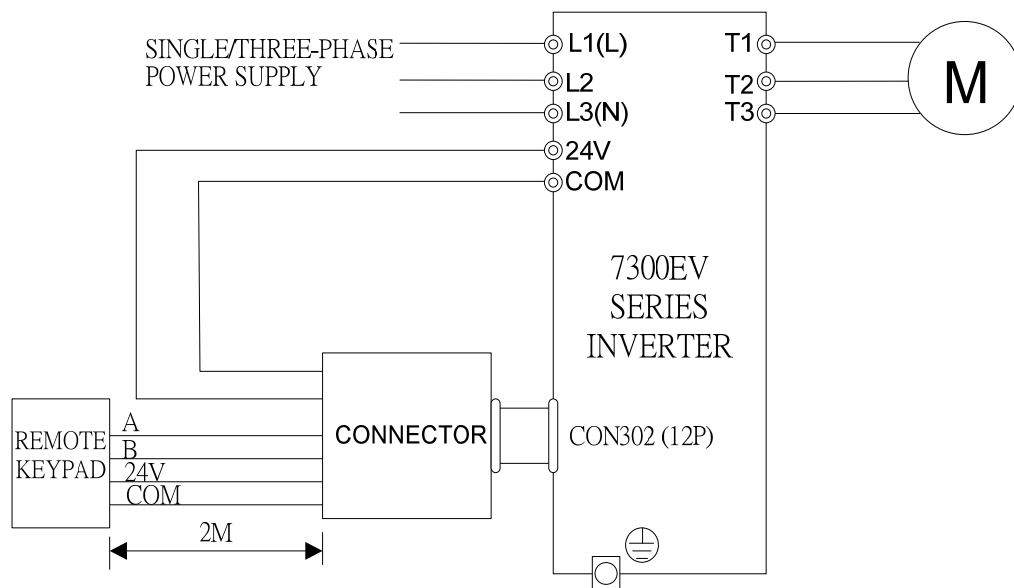 SINGLE/THREE-PHASE
POWER SUPPLY
L1(L)
L2
L3(N)
24V
COM
T1
T2
T3
M
7300EV
SERIES
INVERTER
REMOTE
KEYPAD
A
B
24V
COM
2M
CONNECTOR
CON302 (12P)